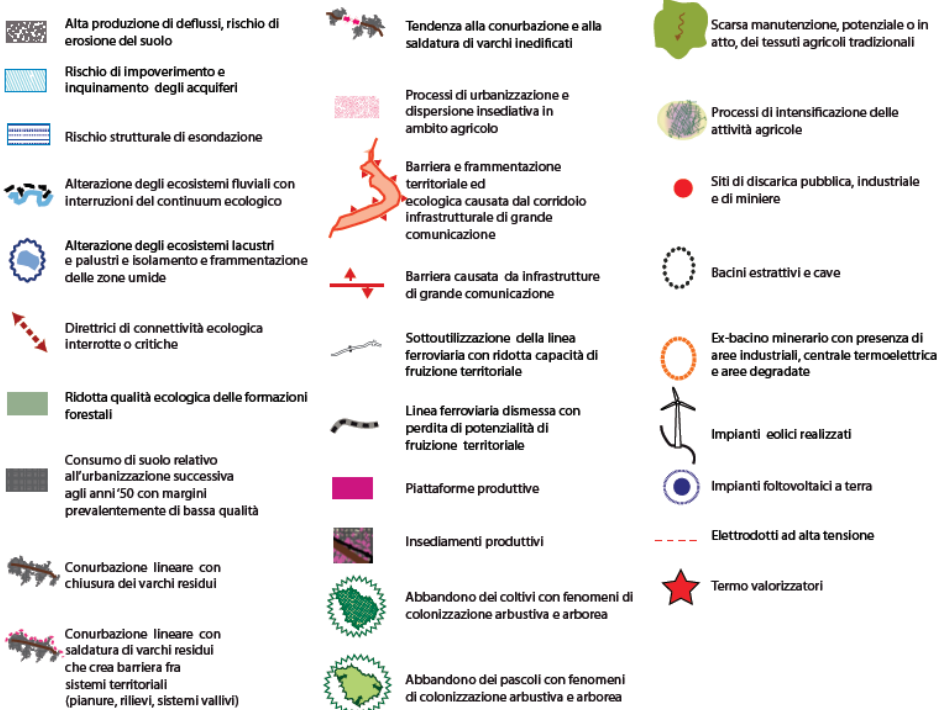 Alta produzione di deflussi, rischio di
erosione del suolo
Rischio di impoverimento e
inquinamento degli acquiferi
Rischio strutturale di esondazione
Alterazione degli ecosistemi fluviali con
interruzioni del continuum ecologico
Alterazione degli ecosistemi lacustri
e palustri e isolamento e frammentazione
delle zone umide
Direttrici di connettività ecologica
interrotte o critiche
Ridotta qualità ecologica delle formazioni
forestali
Consumo di suolo relativo
all'urbanizzazione successiva
agli anni '50 con margini
prevalentemente di bassa qualità
Conurbazione lineare con
chiusura dei varchi residui
Conurbazione lineare con
saldatura di varchi residui
che crea barriera fra
sistemi territoriali
(pianure, rilievi, sistemi vallivi)
Tendenza alla conurbazione e alla
saldatura di varchi inedificati
Processi di urbanizzazione e
dispersione insediativa in
ambito agricolo
Barriera e frammentazione
territoriale ed
ecologica causata dal corridoio
infrastrutturale di grande
comunicazione
Barriera causata da infrastrutture
di grande comunicazione
Sottoutilizzazione della linea
ferroviaria con ridotta capacità di
fruizione territoriale
Linea ferroviaria dismessa con
perdita di potenzialità di
fruizione territoriale
Piattaforme produttive
Insediamenti produttivi
Abbandono dei coltivi con fenomeni di
colonizzazione arbustiva e arborea
Abbandono dei pascoli con fenomeni
di colonizzazione arbustiva e arborea
Scarsa manutenzione, potenziale o in
atto, dei tessuti agricoli tradizionali
Processi di intensificazione delle
attività agricole
Siti di discarica pubblica, industriale
e di miniere
Bacini estrattivi e cave
Ex-bacino minerario con presenza di
aree industriali, centrale termoelettrica
e aree degradate
Impianti eolici realizzati
Impianti foltovoltaici a terra
Elettrodotti ad alta tensione
Termo valorizzatori